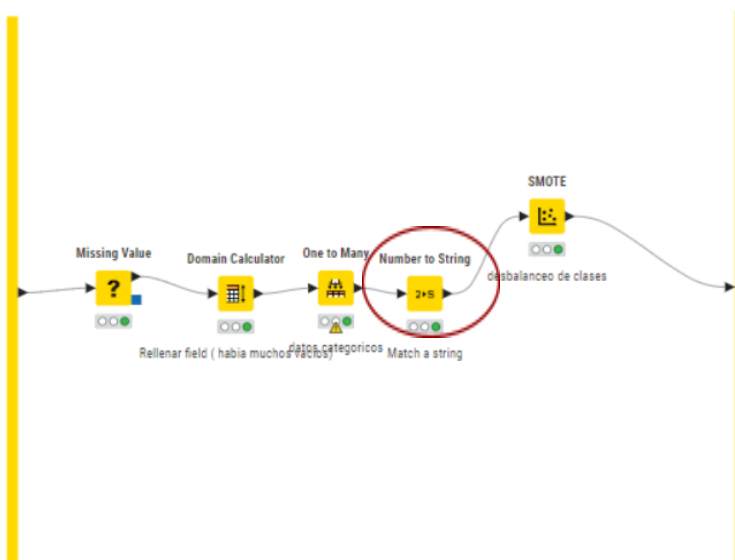 SMOTE
Missing Value
Domain Calculator
One to Many
Number to String
?
2▸S
desbalanceo de clases
Rellenar field ( habia muchos vacios)
datos categoricos
Match a string